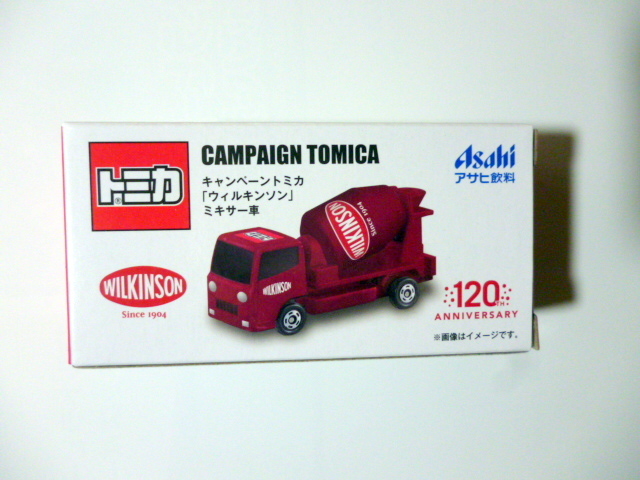 トミカ
®
CAMPAIGN TOMICA
キャンペーントミカ
「ウィルキンソン」
ミキサー車
Asahi
アサヒ飲料
WILKINSON
Since 1904
WILKINSON
Since 1904
WILKINSON
120TH
ANNIVERSARY
※画像はイメージです。